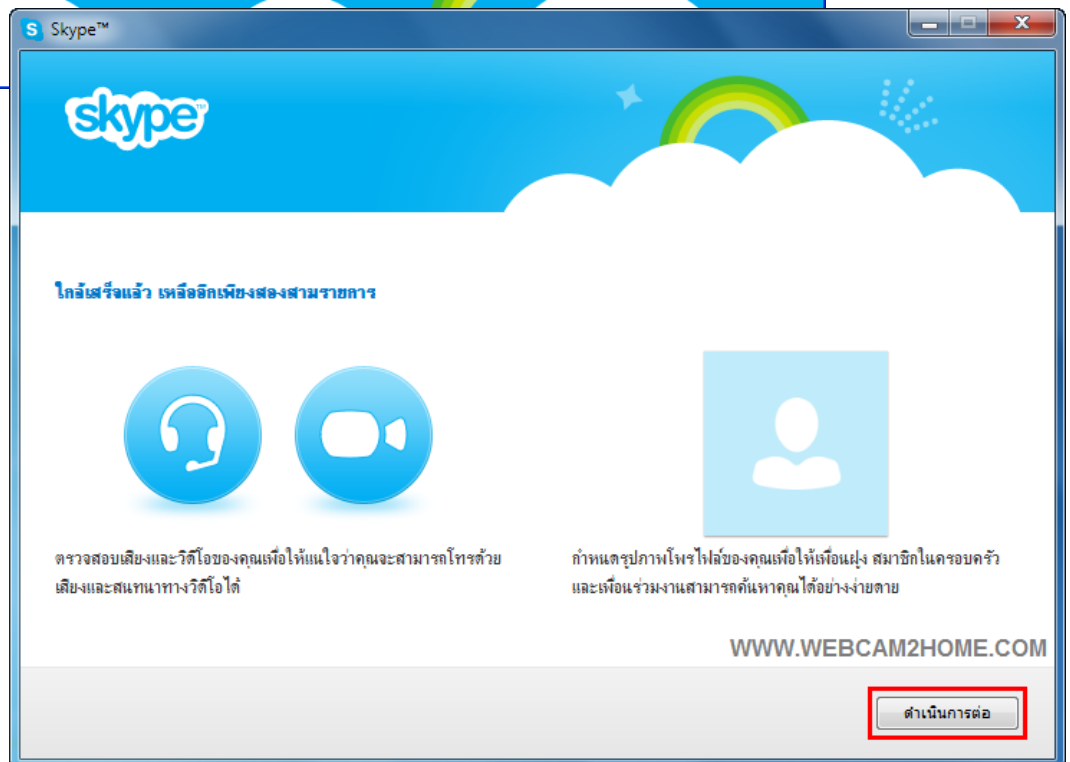 Skype™
skype™
ใกล้เสร็จแล้ว เหลืออีกเพียงสองสามรายการ
ตรวจสอบเสียงและวิดีโอของคุณเพื่อให้แน่ใจว่าคุณจะสามารถโทรด้วย
เสียงและสนทนาทางวิดีโอได้
กำหนดรูปภาพโพรไฟล์ของคุณเพื่อให้เพื่อนฝูง สมาชิกในครอบครัว
และเพื่อนร่วมงานสามารถค้นหาคุณได้อย่างง่ายดาย
WWW.WEBCAM2HOME.COM
ดำเนินการต่อ